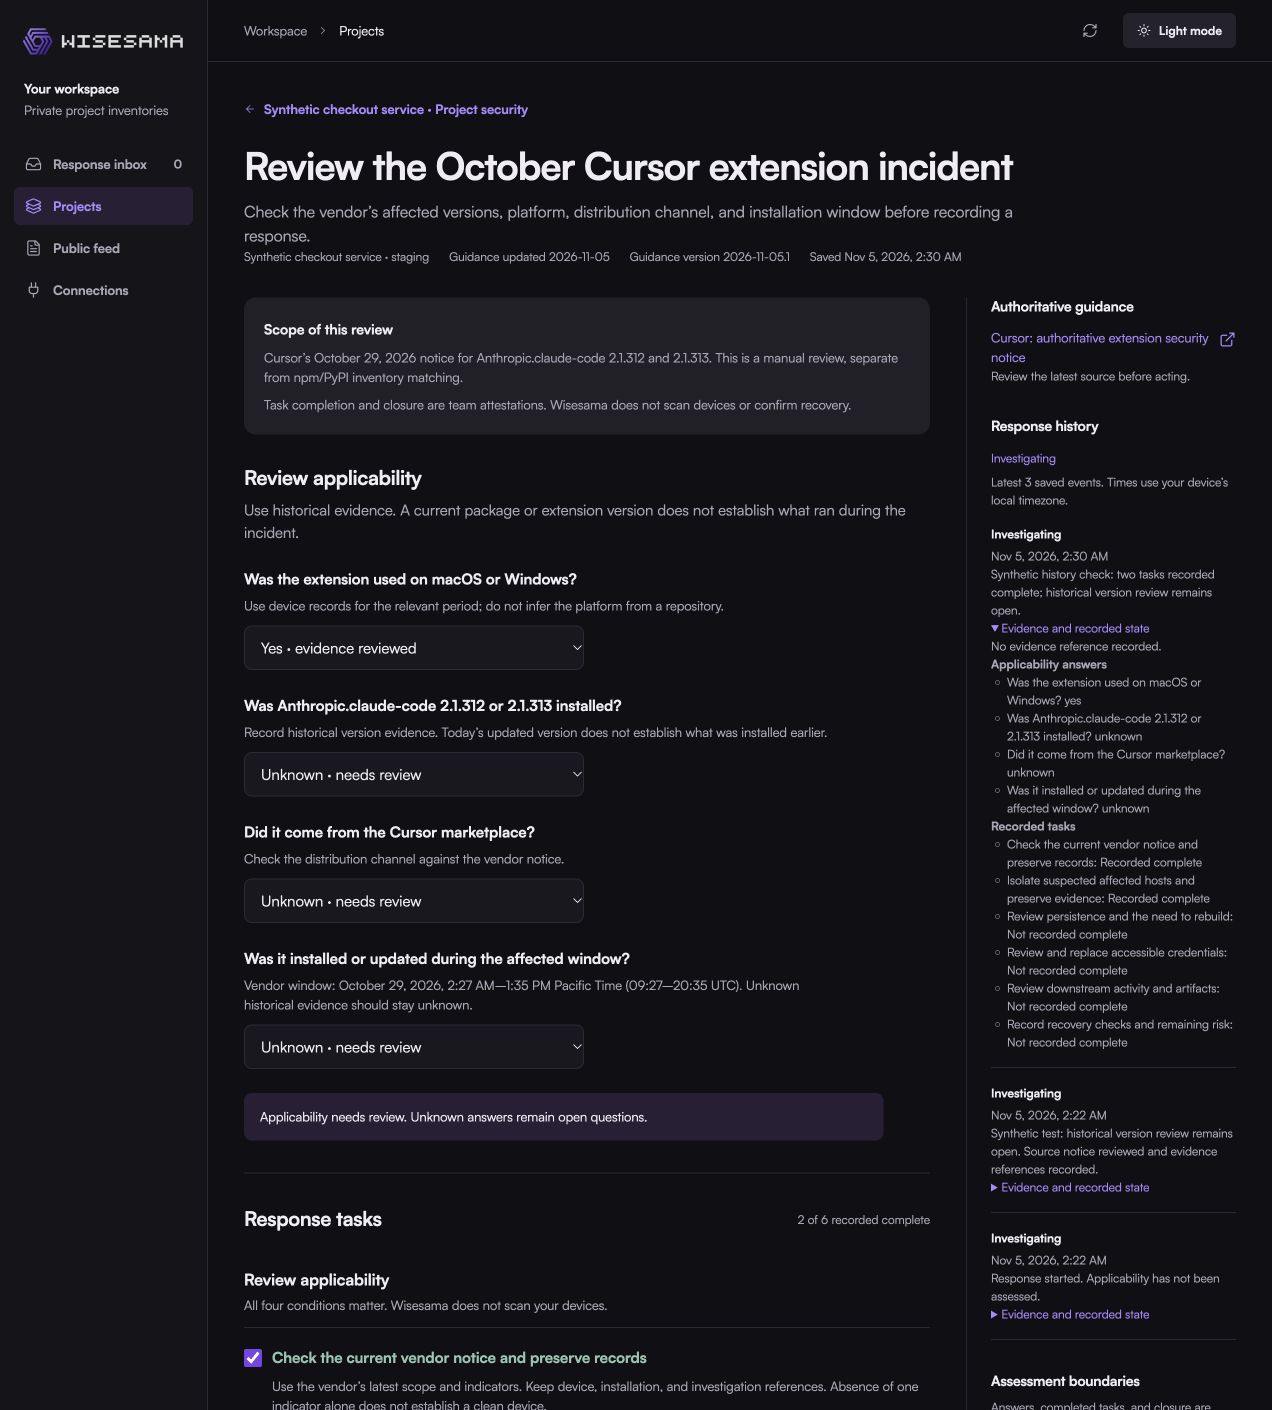 WISESAMA
Your workspace
Private project inventories
Response inbox 0
Projects
Public feed
Connections
Workspace > Projects
Light mode
← Synthetic checkout service · Project security
Review the October Cursor extension incident
Check the vendor’s affected versions, platform, distribution channel, and installation window before recording a
response.
Synthetic checkout service · staging Guidance updated 2026-11-05 Guidance version 2026-11-05.1 Saved Nov 5, 2026, 2:30 AM
Scope of this review
Cursor’s October 29, 2026 notice for Anthropic.claude-code 2.1.312 and 2.1.313. This is a manual review, separate
from npm/PyPI inventory matching.
Task completion and closure are team attestations. Wisesama does not scan devices or confirm recovery.
Review applicability
Use historical evidence. A current package or extension version does not establish what ran during the
incident.
Was the extension used on macOS or Windows?
Use device records for the relevant period; do not infer the platform from a repository.
Yes · evidence reviewed
Was Anthropic.claude-code 2.1.312 or 2.1.313 installed?
Record historical version evidence. Today’s updated version does not establish what was installed earlier.
Unknown · needs review
Did it come from the Cursor marketplace?
Check the distribution channel against the vendor notice.
Unknown · needs review
Was it installed or updated during the affected window?
Vendor window: October 29, 2026, 2:27 AM–1:35 PM Pacific Time (09:27–20:35 UTC). Unknown
historical evidence should stay unknown.
Unknown · needs review
Applicability needs review. Unknown answers remain open questions.
Response tasks
2 of 6 recorded complete
Review applicability
All four conditions matter. Wisesama does not scan your devices.
Check the current vendor notice and preserve records
Use the vendor’s latest scope and indicators. Keep device, installation, and investigation references. Absence of one
indicator alone does not establish a clean device.
Authoritative guidance
Cursor: authoritative extension security
notice
Review the latest source before acting.
Response history
Investigating
Latest 3 saved events. Times use your device’s
local timezone.
Investigating
Nov 5, 2026, 2:30 AM
Synthetic history check: two tasks recorded
complete; historical version review remains
open.
▼ Evidence and recorded state
No evidence reference recorded.
Applicability answers
○ Was the extension used on macOS or
Windows? yes
○ Was Anthropic.claude-code 2.1.312 or
2.1.313 installed? unknown
○ Did it come from the Cursor marketplace?
unknown
○ Was it installed or updated during the
affected window? unknown
Recorded tasks
○ Check the current vendor notice and
preserve records: Recorded complete
○ Isolate suspected affected hosts and
preserve evidence: Recorded complete
○ Review persistence and the need to rebuild:
Not recorded complete
○ Review and replace accessible credentials:
Not recorded complete
○ Review downstream activity and artifacts:
Not recorded complete
○ Record recovery checks and remaining risk:
Not recorded complete
Investigating
Nov 5, 2026, 2:22 AM
Synthetic test: historical version review remains
open. Source notice reviewed and evidence
references recorded.
▶ Evidence and recorded state
Investigating
Nov 5, 2026, 2:22 AM
Response started. Applicability has not been
assessed.
▶ Evidence and recorded state
Assessment boundaries
Answers, completed tasks, and closure are